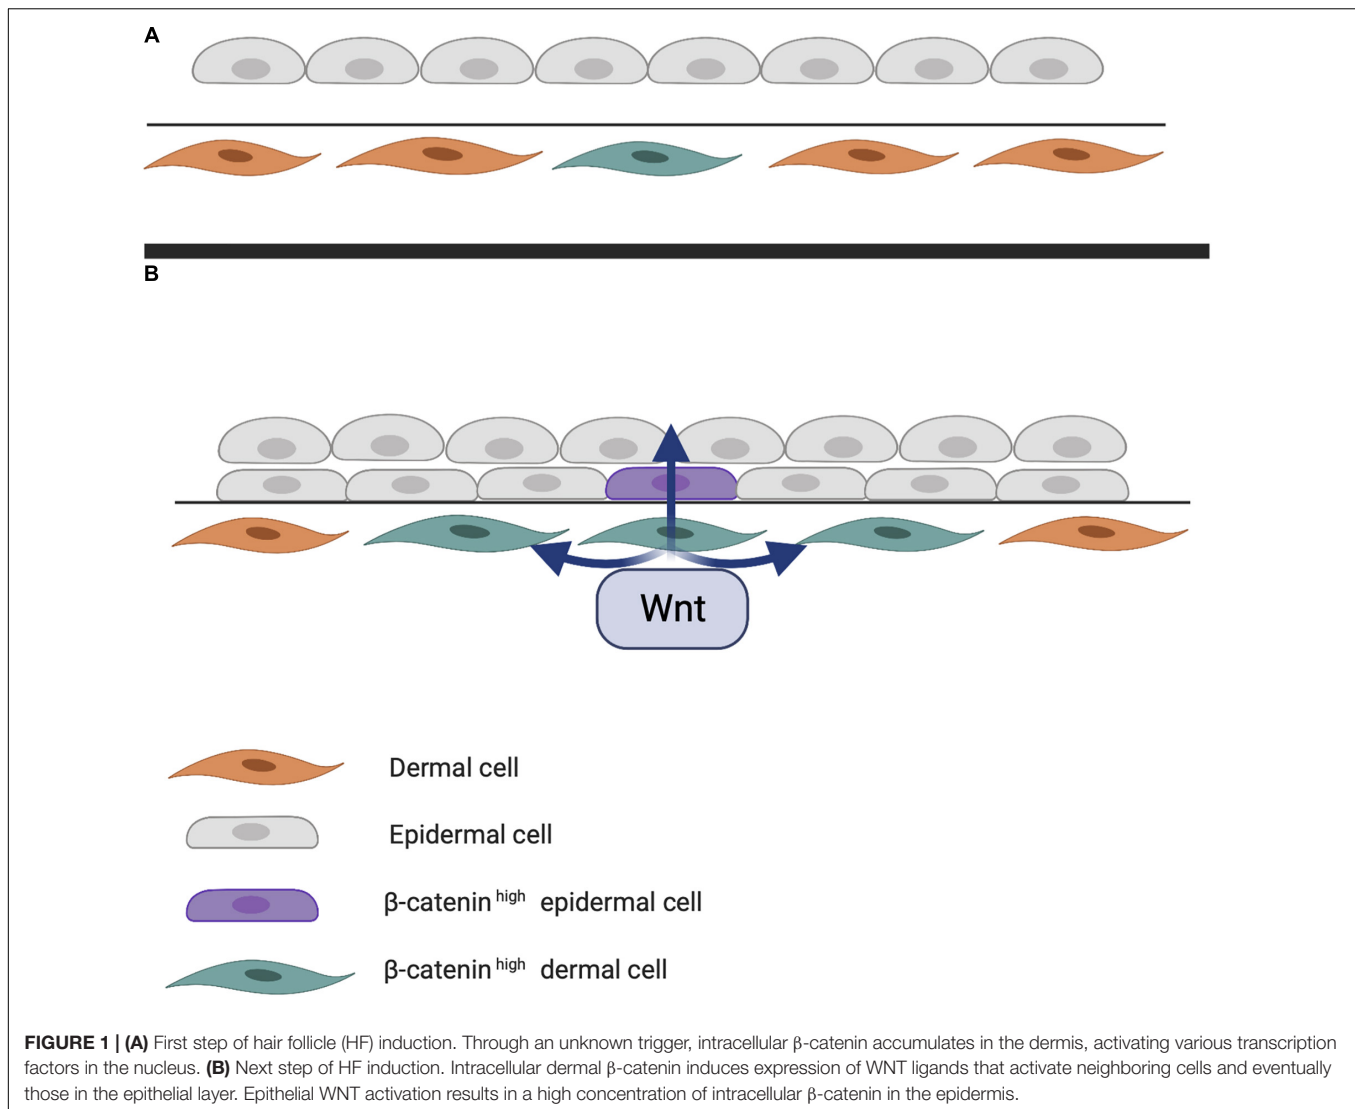 A
B
Wnt
Dermal cell
Epidermal cell
β-catenin high epidermal cell
β-catenin high dermal cell
FIGURE 1 | (A) First step of hair follicle (HF) induction. Through an unknown trigger, intracellular β-catenin accumulates in the dermis, activating various transcription
factors in the nucleus. (B) Next step of HF induction. Intracellular dermal β-catenin induces expression of WNT ligands that activate neighboring cells and eventually
those in the epithelial layer. Epithelial WNT activation results in a high concentration of intracellular β-catenin in the epidermis.